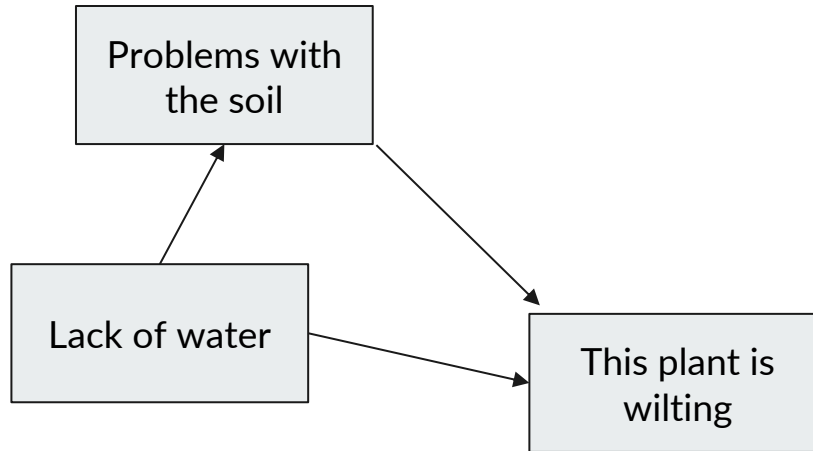 Problems with
the soil
Lack of water
This plant is
wilting